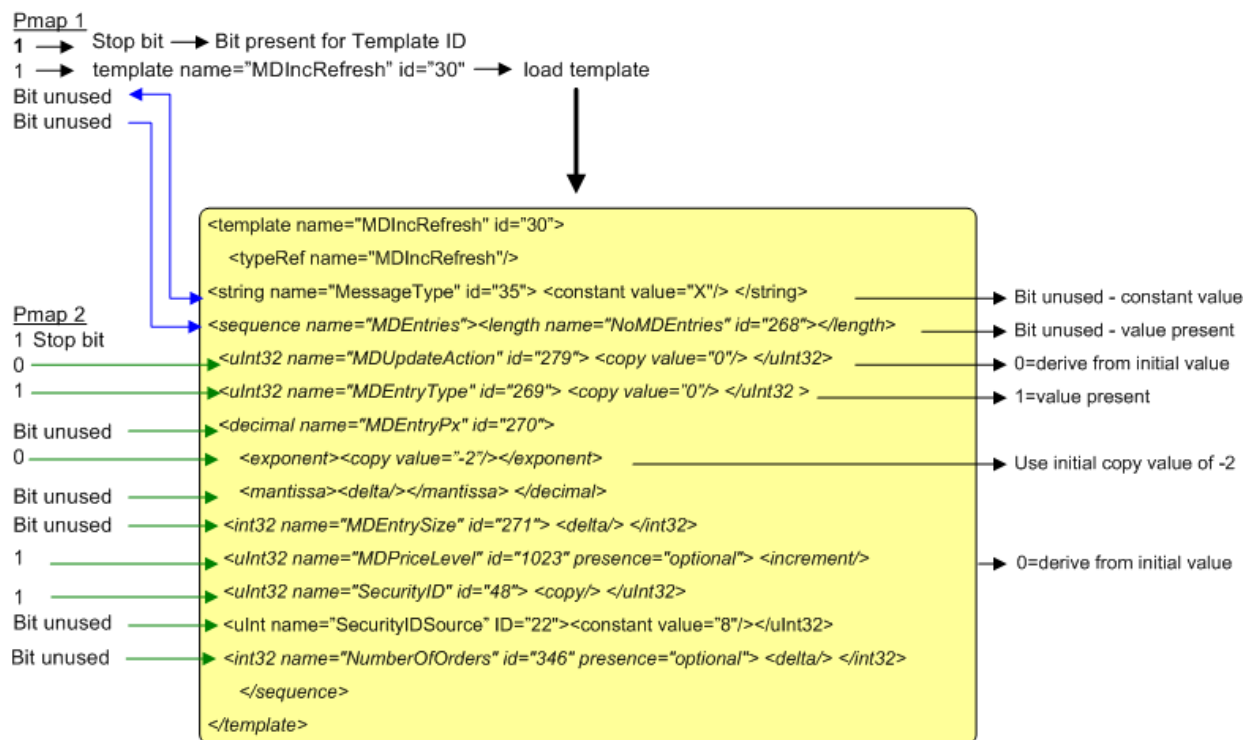 Pmap 1
1 Stop bit Bit present for Template ID
1 template name="MDIncRefresh" id="30" load template
Bit unused
Bit unused
<template name="MDIncRefresh" id="30">
<typeRef name="MDIncRefresh"/>
<string name="MessageType" id="35"> <constant value="X"/> </string>
Bit unused - constant value
Pmap 2
<sequence name="MDEntries"><length name="NoMDEntries" id="268"></length>
Bit unused - value present
1 Stop bit
0
<uInt32 name="MDUpdateAction" id="279"> <copy value="0"/> </uInt32>
0=derive from initial value
1
<uInt32 name="MDEntryType" id="269"> <copy value="0"/> </uInt32 >
1=value present
Bit unused
<decimal name="MDEntryPx" id="270">
0
<exponent><copy value="-2"/></exponent>
Use initial copy value of -2
Bit unused
<mantissa><delta/></mantissa> </decimal>
Bit unused
<int32 name="MDEntrySize" id="271"> <delta/> </int32>
1
<uInt32 name="MDPriceLevel" id="1023" presence="optional"> <increment/>
0=derive from initial value
1
<uInt32 name="SecurityID" id="48"> <copy/> </uInt32>
Bit unused
<uInt name="SecurityIDSource" ID="22"><constant value="8"/></uInt32>
Bit unused
<int32 name="NumberOfOrders" id="346" presence="optional"> <delta/> </int32>
</sequence>
</template>